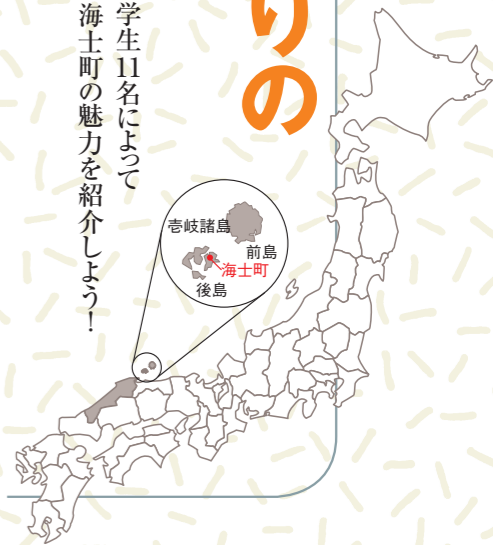 りの
学生11名によって
海士町の魅力を紹介しよう！
壱岐諸島
前島
海士町
後島